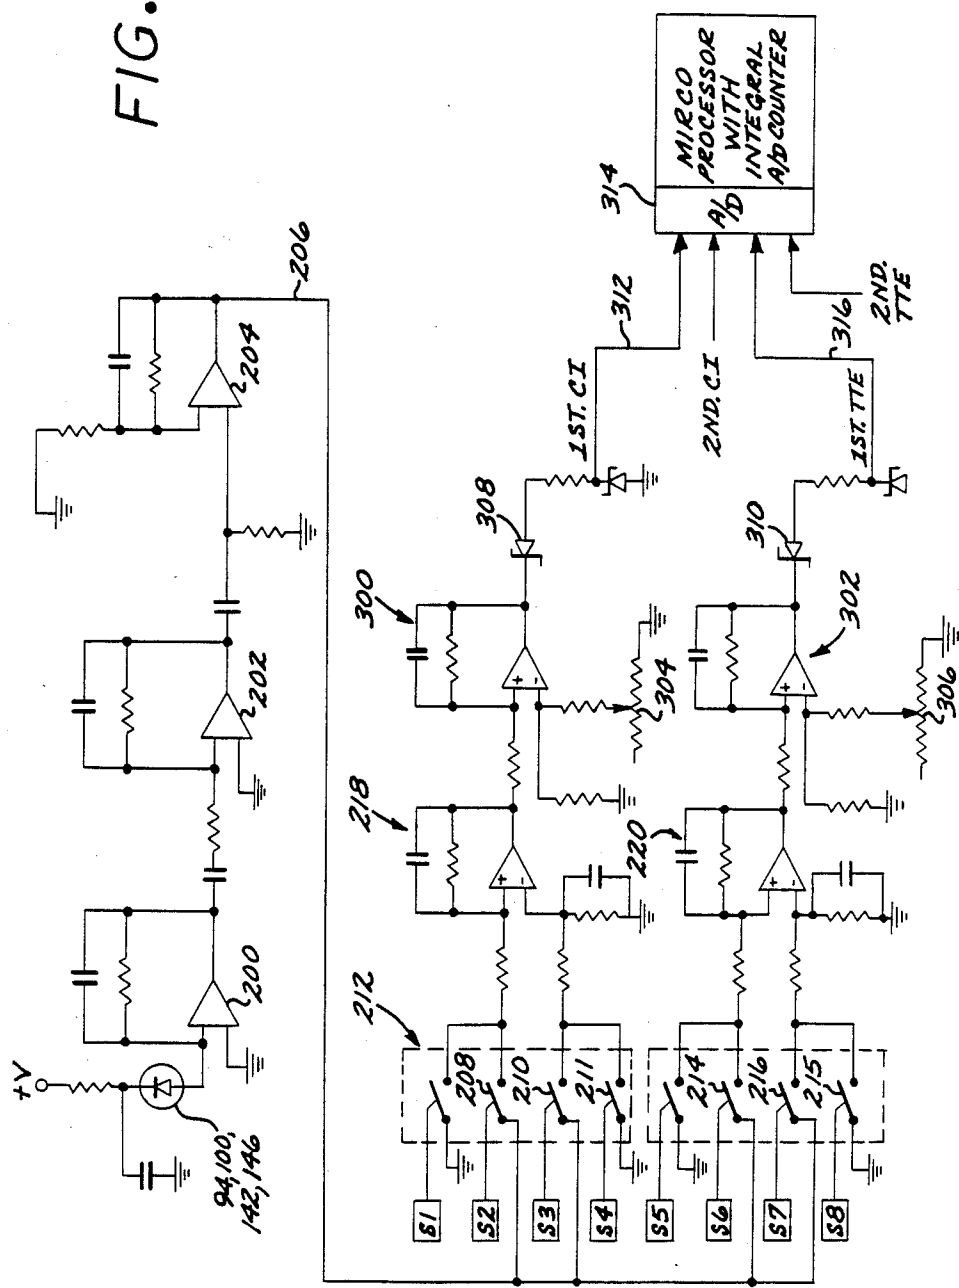 +V
FIG.
94,100,
142,146
200
202
204
206
212
218
300
S1
S2
S3
S4
208
210
211
+
-
+
-
308
304
1ST. CI
312
314
MIRCO
PROCESSOR
WITH
INTEGRAL
A/D COUNTER
A/D
2ND. CI
S5
S6
S7
S8
214
216
215
220
+
-
+
-
302
310
306
1ST. TTE
316
2ND.
TTE